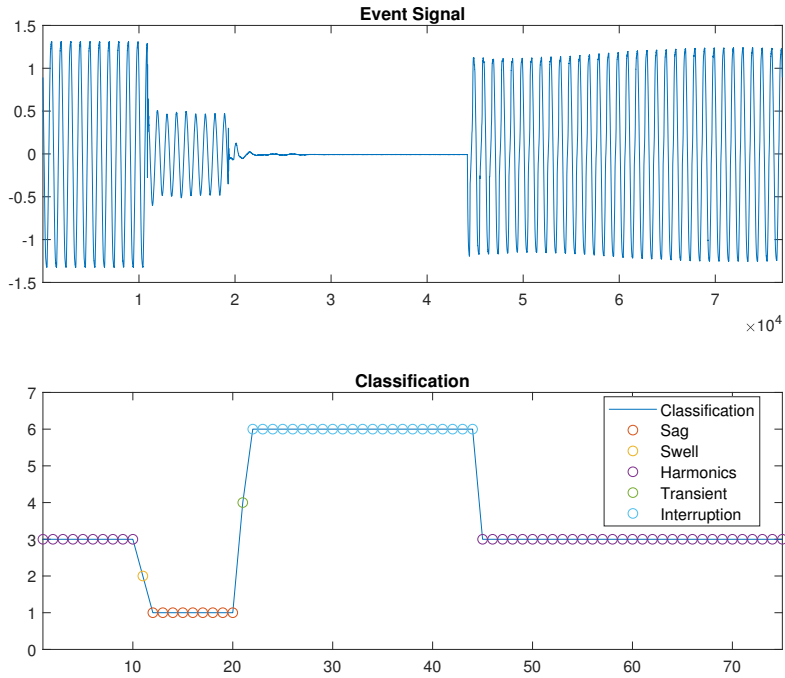 Event Signal
1.5
1
0.5
0
-0.5
-1
-1.5
1 2 3 4 5 6 7
×10^4
Classification
7
6
5
4
3
2
1
0
10 20 30 40 50 60 70
Classification
Sag
Swell
Harmonics
Transient
Interruption